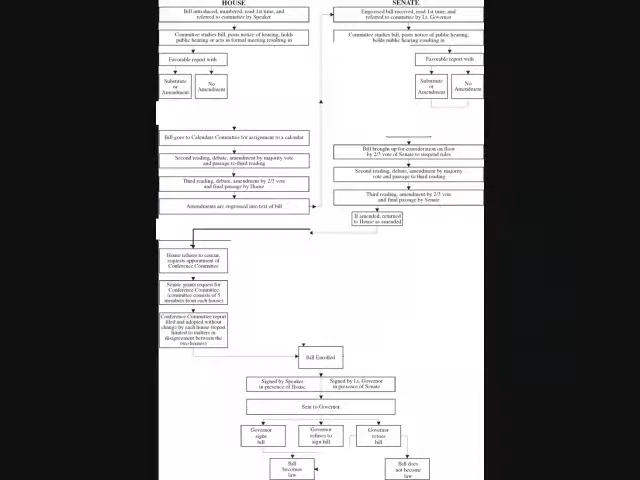 HOUSE
Bill introduced, numbered, read 1st time, and
referred to committee by Speaker
Committee studies bill, posts notice of hearing, holds
public hearing or acts in formal meeting resulting in
Favorable report with
Substitute
or
Amendment
No
Amendment
Bill goes to Calendars Committee for assignment to a calendar
Second reading, debate, amendment by majority vote
and passage to third reading
Third reading, debate, amendment by 2/3 vote
and final passage by House
Amendments are engrossed into text of bill
SENATE
Engrossed bill received, read 1st time, and
referred to committee by Lt. Governor
Committee studies bill, posts notice of public hearing,
holds public hearing resulting in
Favorable report with
Substitute
or
Amendment
No
Amendment
Bill brought up for consideration on floor
by 2/3 vote of Senate to suspend rules
Second reading, debate, amendment by majority
vote and passage to third reading
Third reading, amendment by 2/3 vote
and final passage by Senate
If amended, returned
to House as amended
House refuses to concur,
requests appointment of
Conference Committee
Senate grants request for
Conference Committee
(committee consists of 5
members from each house)
Conference Committee report
filed and adopted without
change by each house (report
limited to matters in
disagreement between the
two houses)
Bill Enrolled
Signed by Speaker
in presence of House
Signed by Lt. Governor
in presence of Senate
Sent to Governor
Governor
signs
bill
Governor
refuses to
sign bill
Governor
bill
Bill
becomes
law
Bill does
not become
law